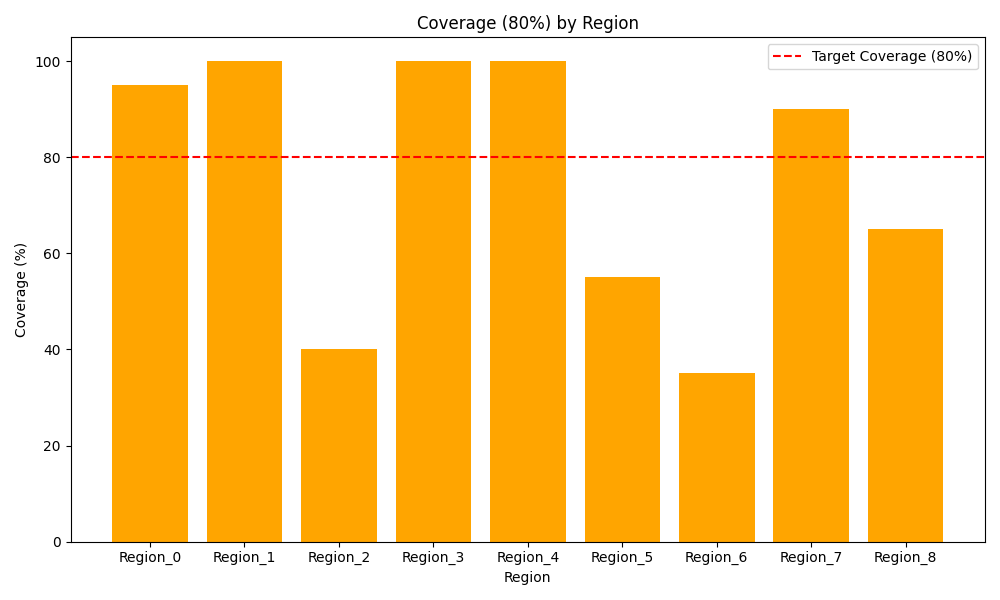 Coverage (80%) by Region
Target Coverage (80%)
Coverage (%)
100
80
60
40
20
0
Region_0 Region_1 Region_2 Region_3 Region_4 Region_5 Region_6 Region_7 Region_8
Region